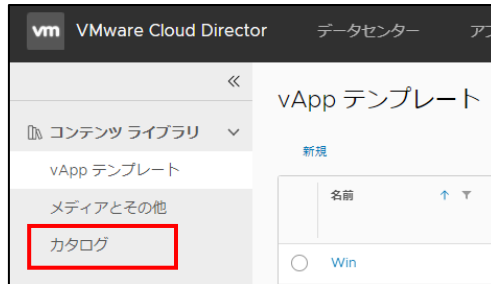 vm VMware Cloud Director データセンター
vApp テンプレート
コンテンツ ライブラリ
新規
vApp テンプレート
メディアとその他
名前
カタログ
Win